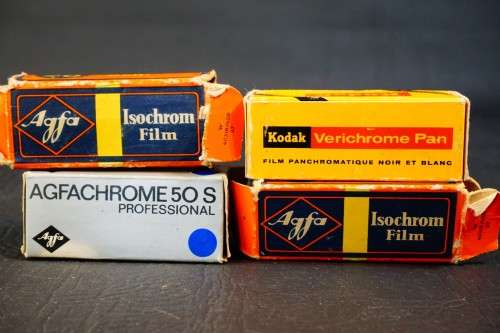 Agfa
Isochrom
Film
Kodak Verichrome Pan
FILM PANCHROMATIQUE NOIR ET BLANC
AGFACHROME 50 S
PROFESSIONAL
Agfa
Agfa
Isochrom
Film